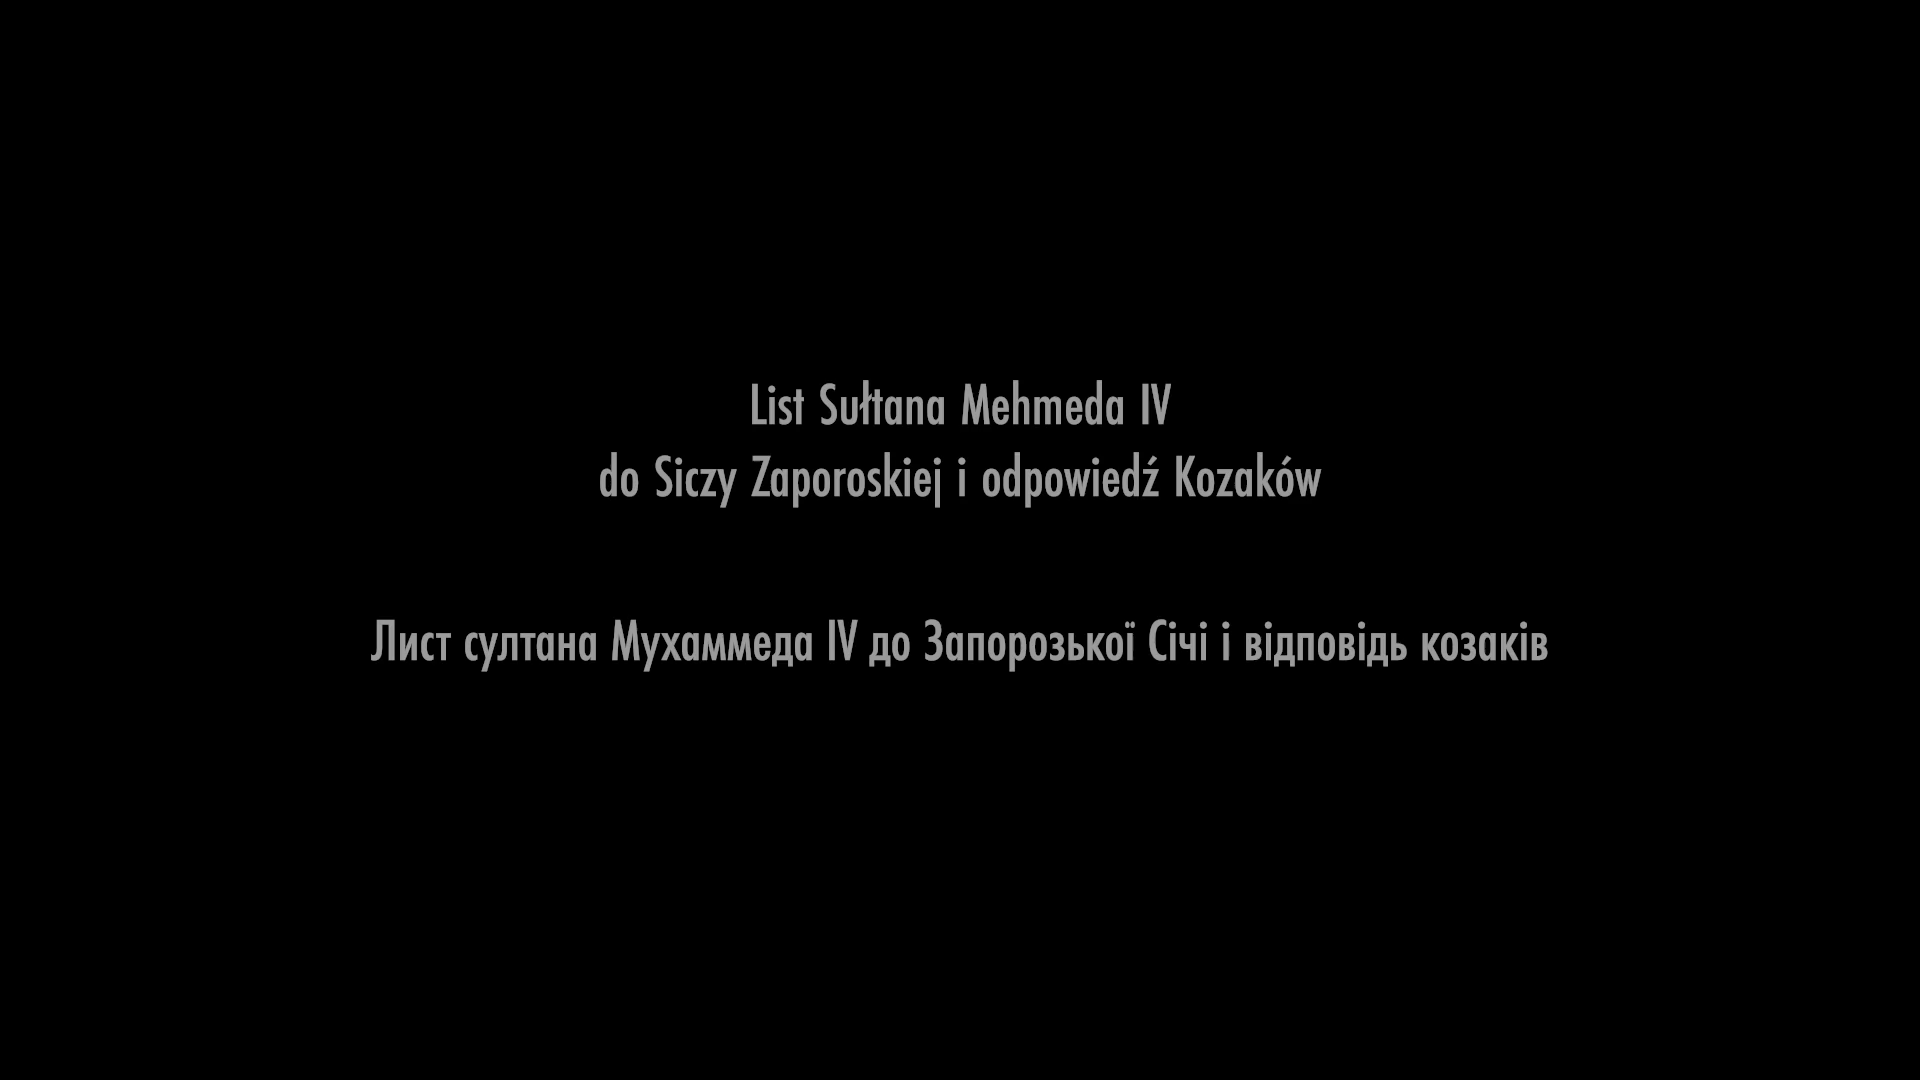 List Sułtana Mehmeda IV
do Siczy Zaporoskiej i odpowiedź Kozaków
Лист султана Мухаммеда IV до Запорозької Січі і відповідь козаків